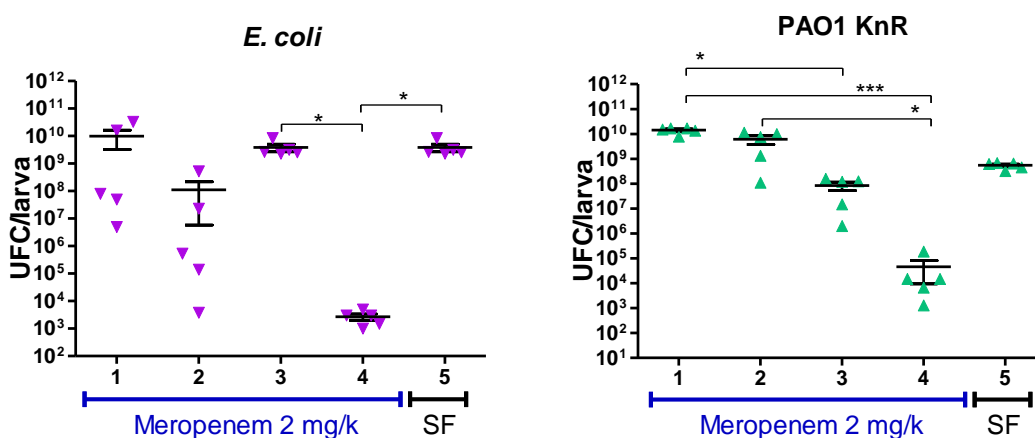 E. coli
UFC/larva
10¹²
10¹¹
10¹⁰
10⁹
10⁸
10⁷
10⁶
10⁵
10⁴
10³
10²
*
*
1 2 3 4 5
Meropenem 2 mg/k
SF
PAO1 KnR
UFC/larva
10¹²
10¹¹
10¹⁰
10⁹
10⁸
10⁷
10⁶
10⁵
10⁴
10³
10²
10¹
*
***
*
1 2 3 4 5
Meropenem 2 mg/k
SF